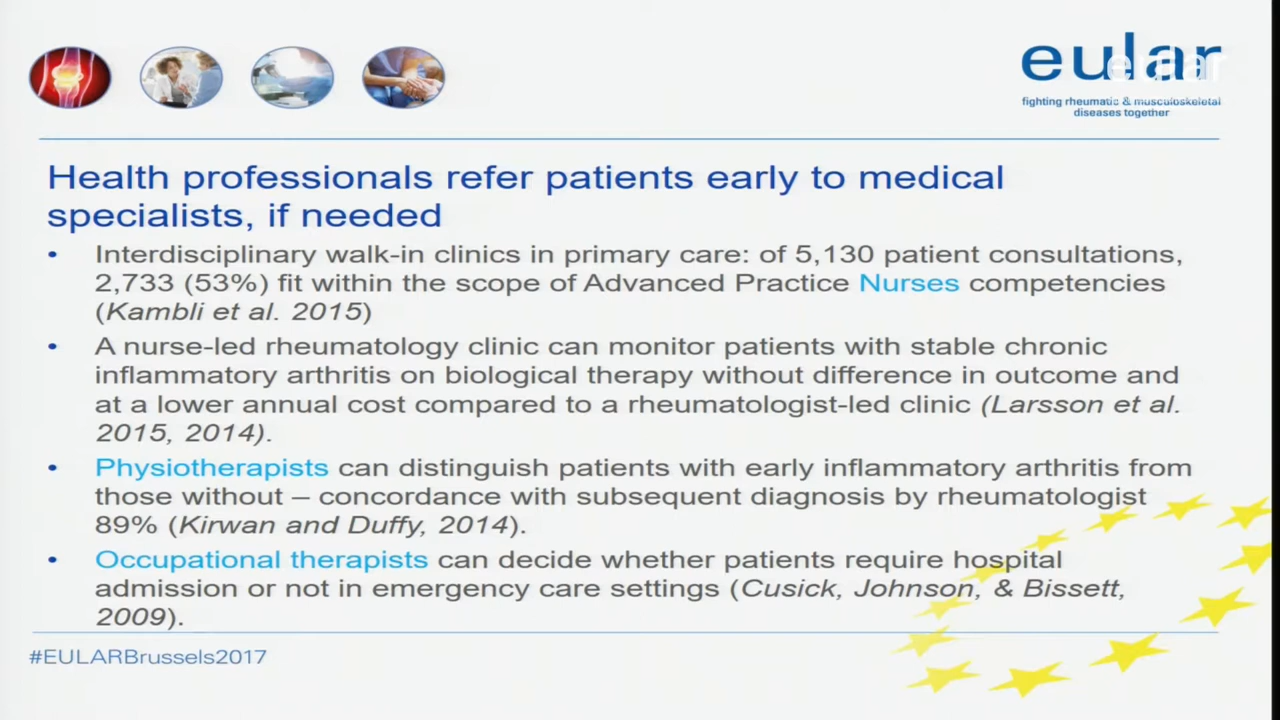 eular
eular
fighting rheumatic & musculoskeletal
diseases together
Health professionals refer patients early to medical
specialists, if needed
• Interdisciplinary walk-in clinics in primary care: of 5,130 patient consultations,
2,733 (53%) fit within the scope of Advanced Practice Nurses competencies
(Kambli et al. 2015)
• A nurse-led rheumatology clinic can monitor patients with stable chronic
inflammatory arthritis on biological therapy without difference in outcome and
at a lower annual cost compared to a rheumatologist-led clinic (Larsson et al.
2015, 2014).
• Physiotherapists can distinguish patients with early inflammatory arthritis from
those without – concordance with subsequent diagnosis by rheumatologist
89% (Kirwan and Duffy, 2014).
• Occupational therapists can decide whether patients require hospital
admission or not in emergency care settings (Cusick, Johnson, & Bissett,
2009).
#EULARBrussels2017